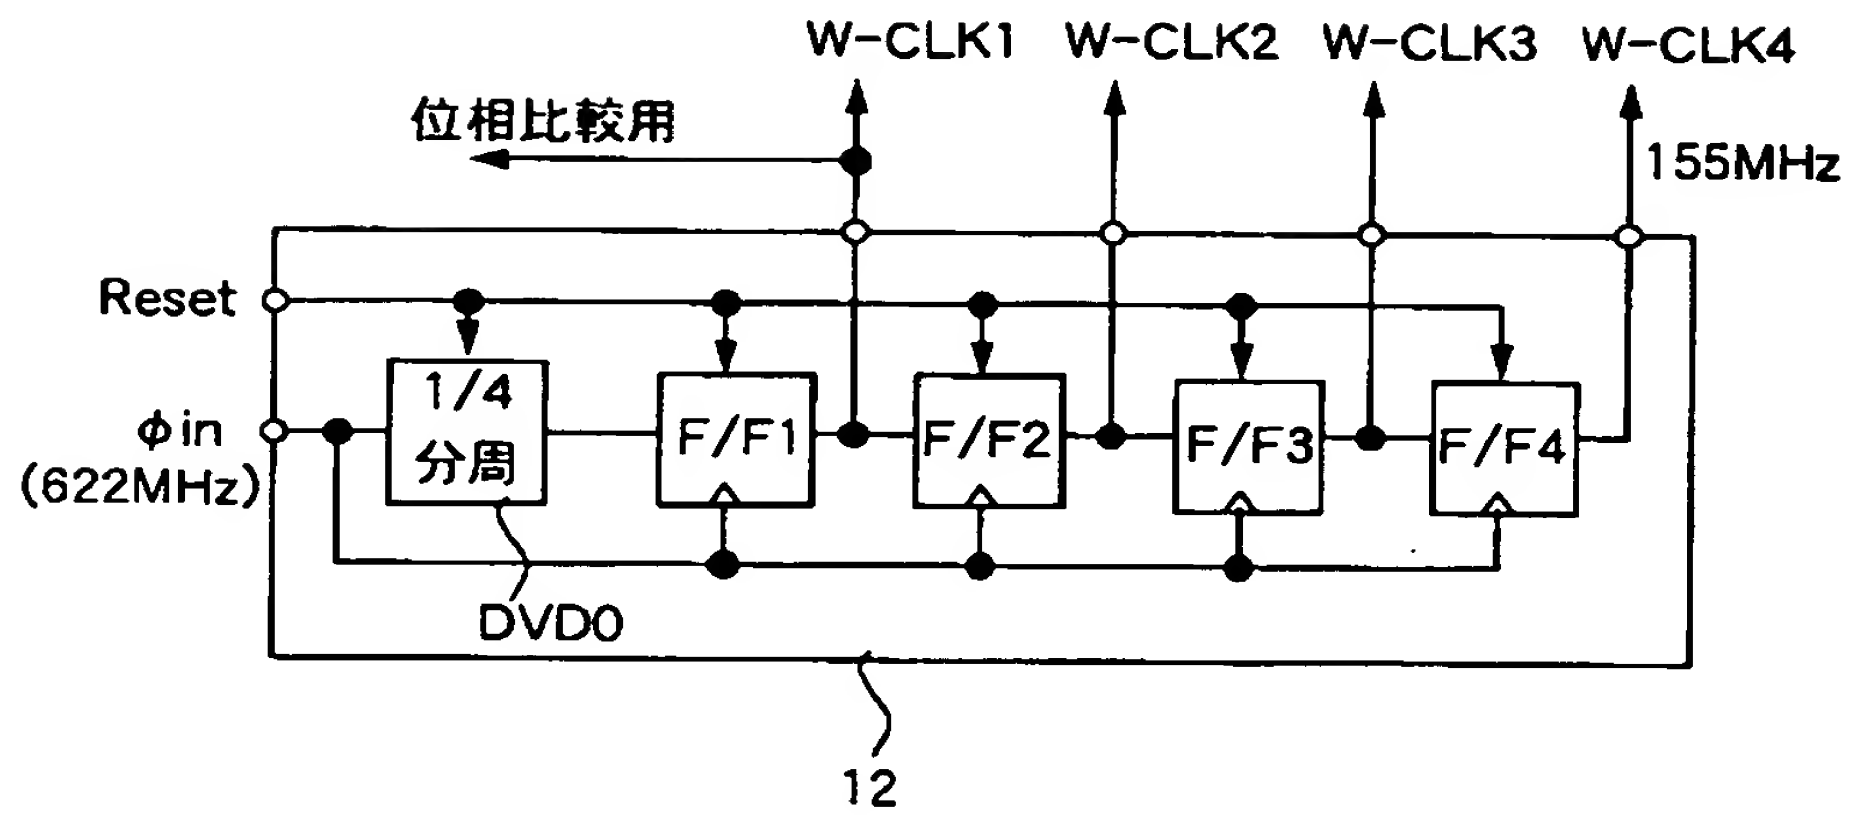 W-CLK1 W-CLK2 W-CLK3 W-CLK4
位相比較用
155MHz
Reset
φin
(622MHz)
1/4
分周
F/F1 F/F2 F/F3 F/F4
DVD0
12